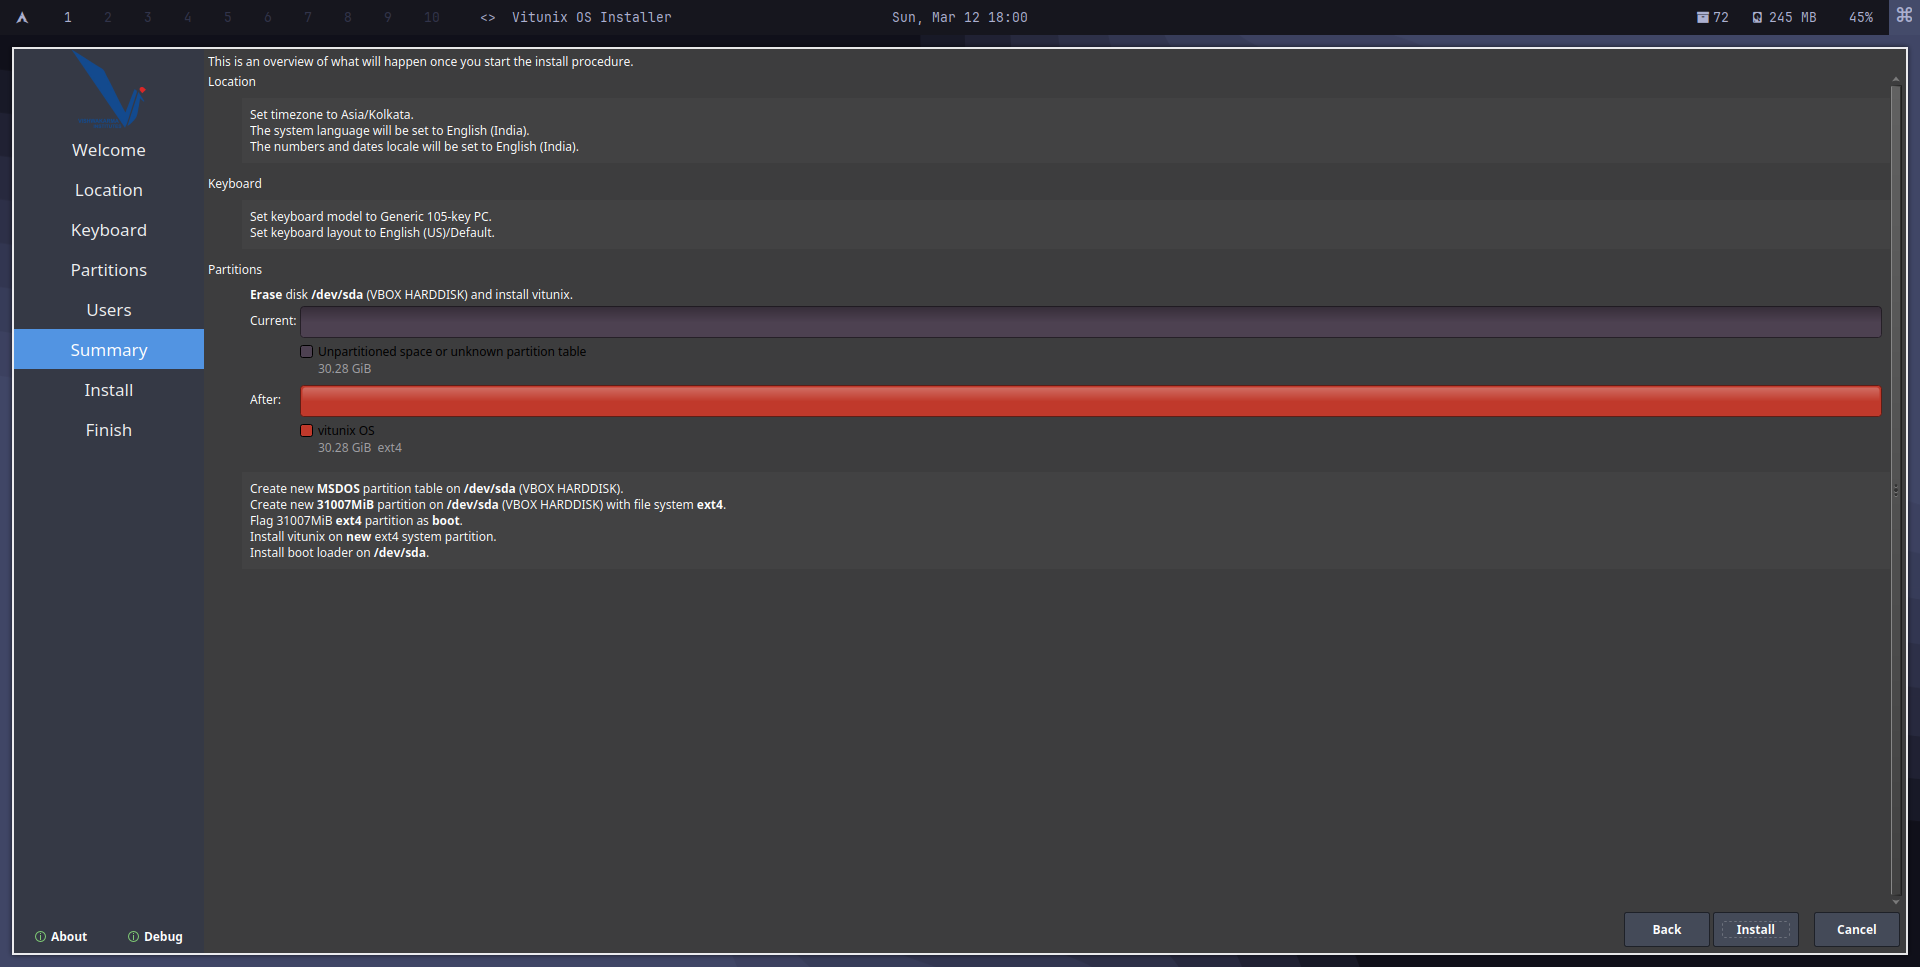 1 2 3 4 5 6 7 8 9 10 <> Vitunix OS Installer Sun, Mar 12 18:00 72 245 MB 45%
Welcome
Location
Keyboard
Partitions
Users
Summary
Install
Finish
About Debug
This is an overview of what will happen once you start the install procedure.
Location
Set timezone to Asia/Kolkata.
The system language will be set to English (India).
The numbers and dates locale will be set to English (India).
Keyboard
Set keyboard model to Generic 105-key PC.
Set keyboard layout to English (US)/Default.
Partitions
Erase disk /dev/sda (VBOX HARDDISK) and install vitunix.
Current:
Unpartitioned space or unknown partition table
30.28 GiB
After:
vitunix OS
30.28 GiB ext4
Create new MSDOS partition table on /dev/sda (VBOX HARDDISK).
Create new 31007MiB partition on /dev/sda (VBOX HARDDISK) with file system ext4.
Flag 31007MiB ext4 partition as boot.
Install vitunix on new ext4 system partition.
Install boot loader on /dev/sda.
Back Install Cancel